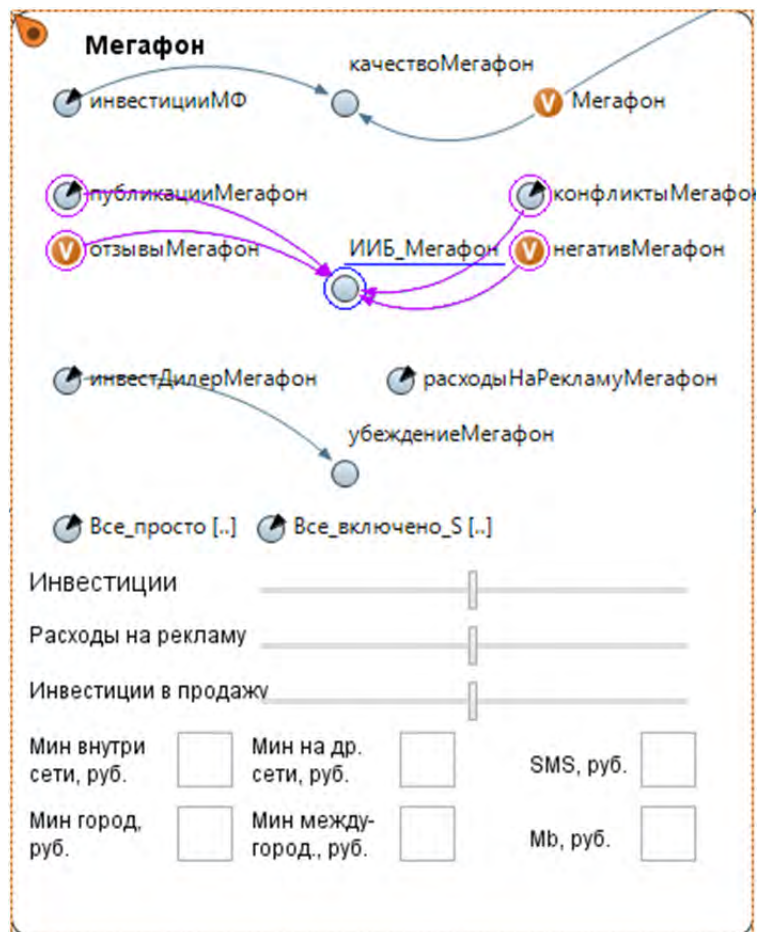 Мегафон
качествоМегафон
инвестицииМФ
V Мегафон
публикацииМегафон
конфликтыМегафон
V отзывыМегафон
ИИБ_Мегафон
V негативМегафон
инвестДилерМегафон
расходыНаРекламуМегафон
убеждениеМегафон
Все_просто [..]
Все_включено_S [..]
Инвестиции
Расходы на рекламу
Инвестиции в продажу
Мин внутри
сети, руб.
Мин на др.
сети, руб.
SMS, руб.
Мин город,
руб.
Мин между-
город., руб.
Mb, руб.